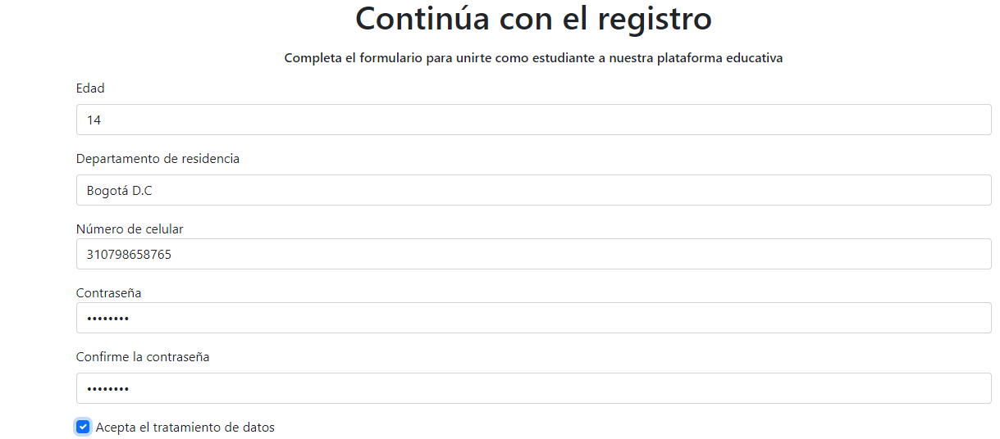 Continúa con el registro
Completa el formulario para unirte como estudiante a nuestra plataforma educativa
Edad
14
Departamento de residencia
Bogotá D.C
Número de celular
310798658765
Contraseña
••••••••
Confirme la contraseña
••••••••
Acepta el tratamiento de datos